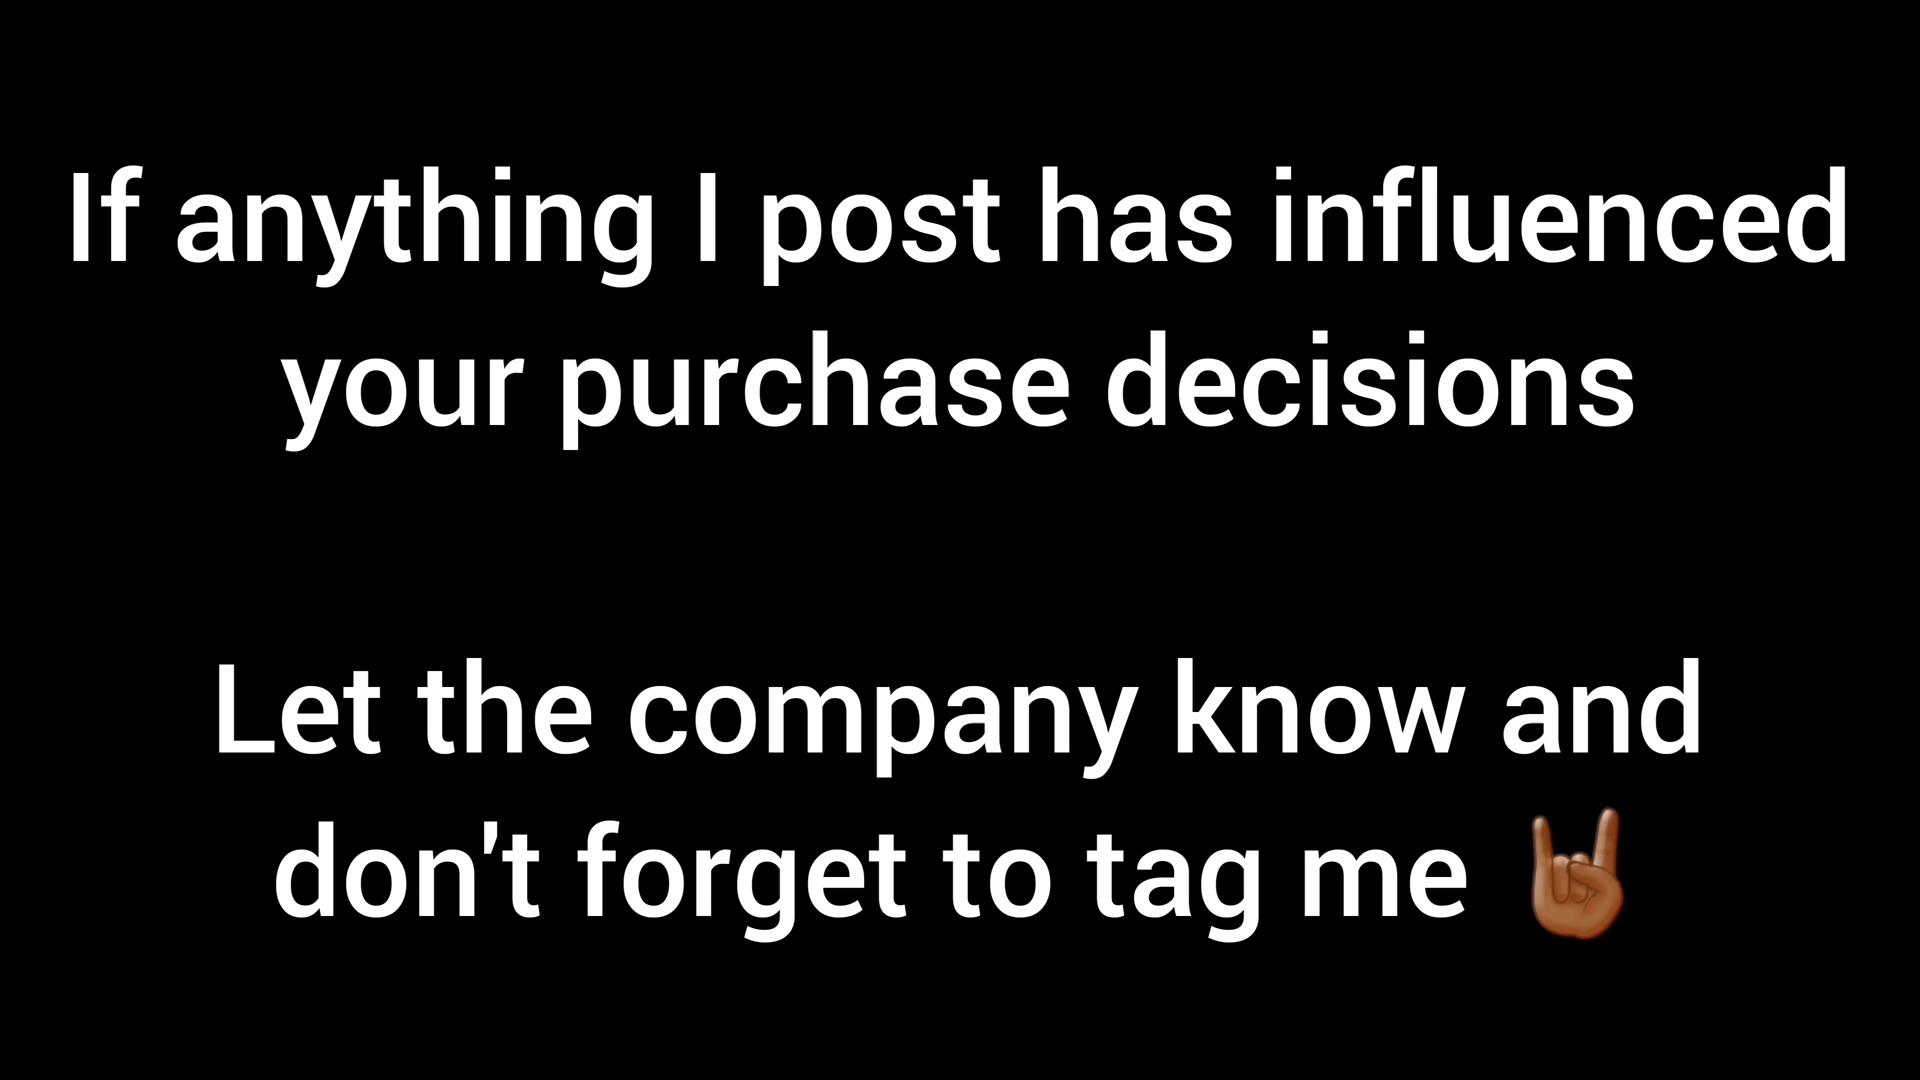 If anything I post has influenced
your purchase decisions
Let the company know and
don't forget to tag me 🤘🏾